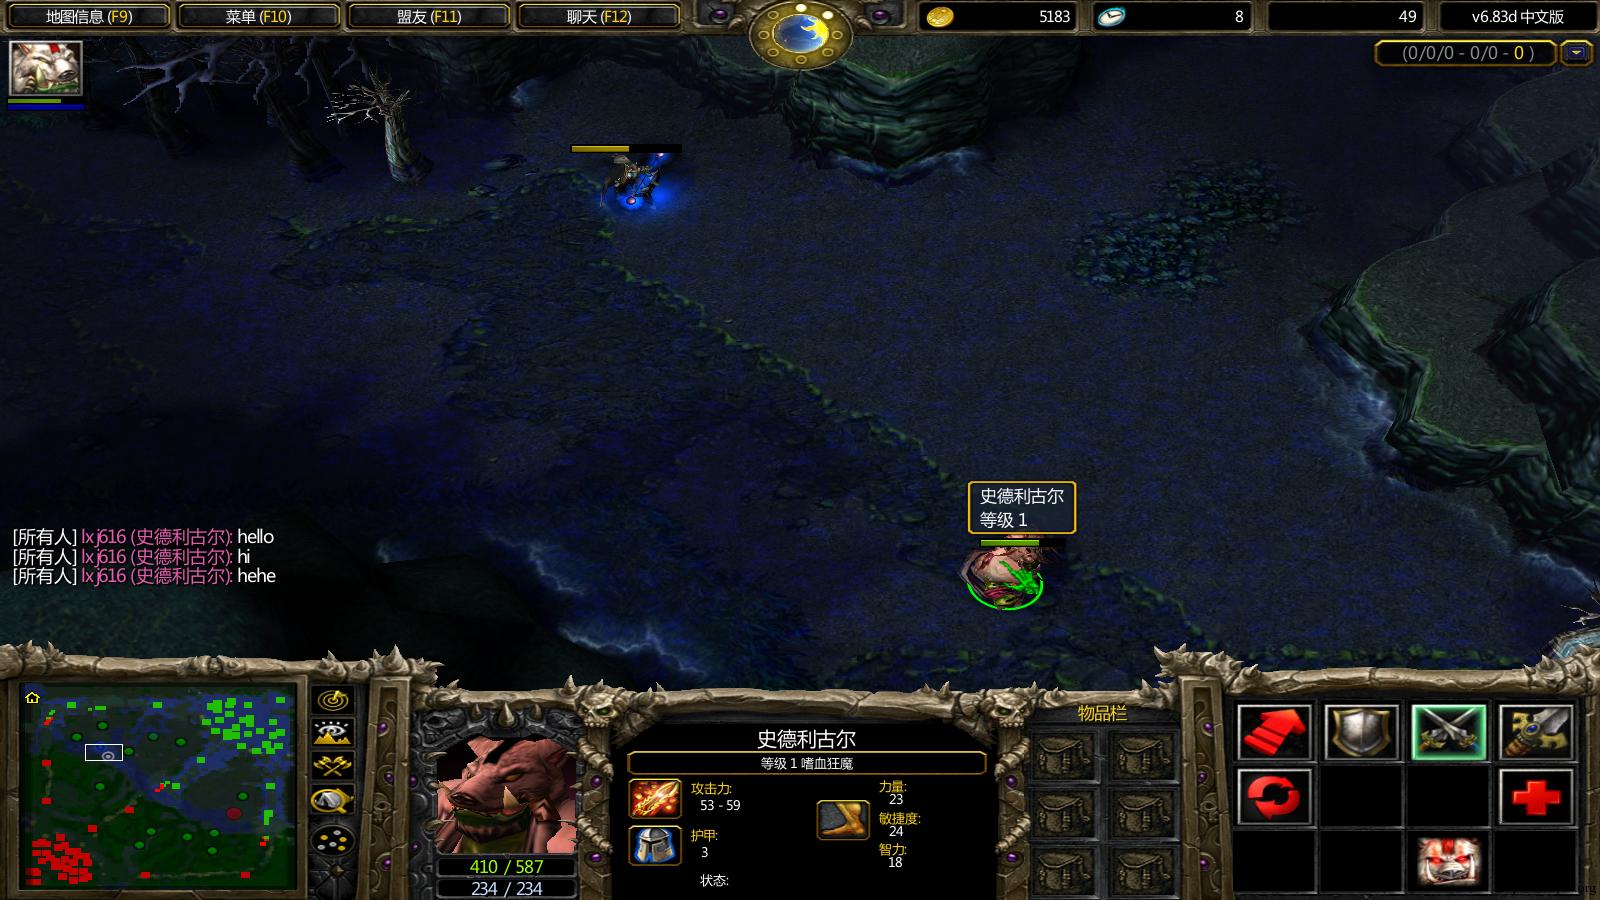 地图信息 (F9)
菜单 (F10)
盟友 (F11)
聊天 (F12)
5183
8
49
v6.83d 中文版
(0/0/0 - 0/0 - 0 )
史德利古尔
等级 1
[所有人] lxj616 (史德利古尔): hello
[所有人] lxj616 (史德利古尔): hi
[所有人] lxj616 (史德利古尔): hehe
物品栏
史德利古尔
等级 1 嗜血狂魔
攻击力:
53 - 59
护甲:
3
力量:
23
敏捷度:
24
智力:
18
状态:
410 / 587
234 / 234